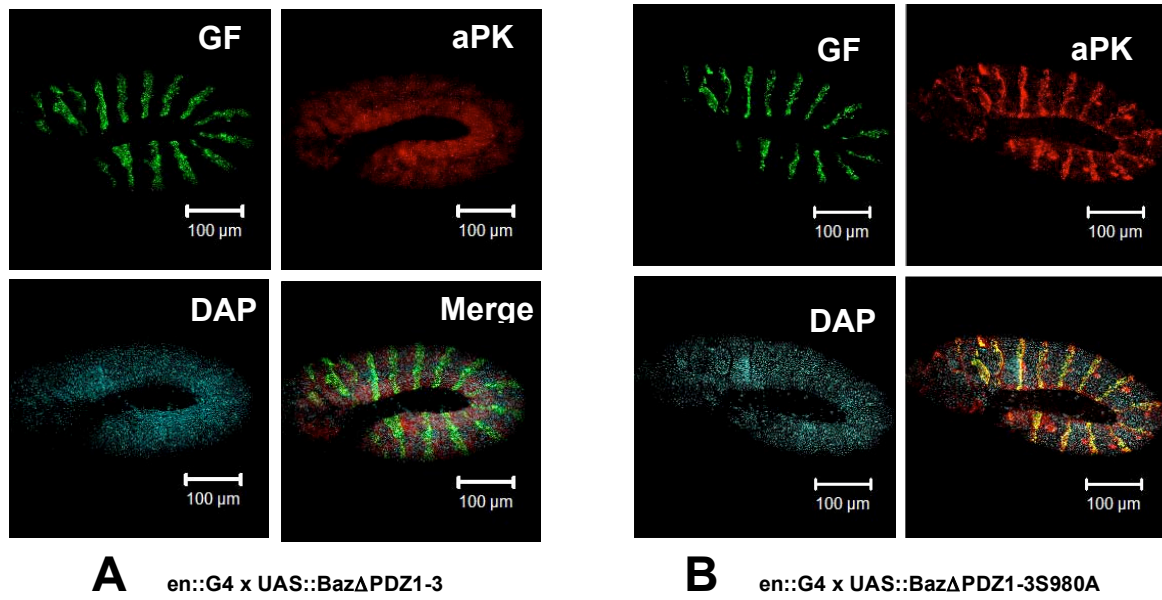 GF
aPK
100 µm
100 µm
DAP
Merge
100 µm
100 µm
A en::G4 x UAS::BazΔPDZ1-3
GF
aPK
100 µm
100 µm
DAP
100 µm
100 µm
B en::G4 x UAS::BazΔPDZ1-3S980A